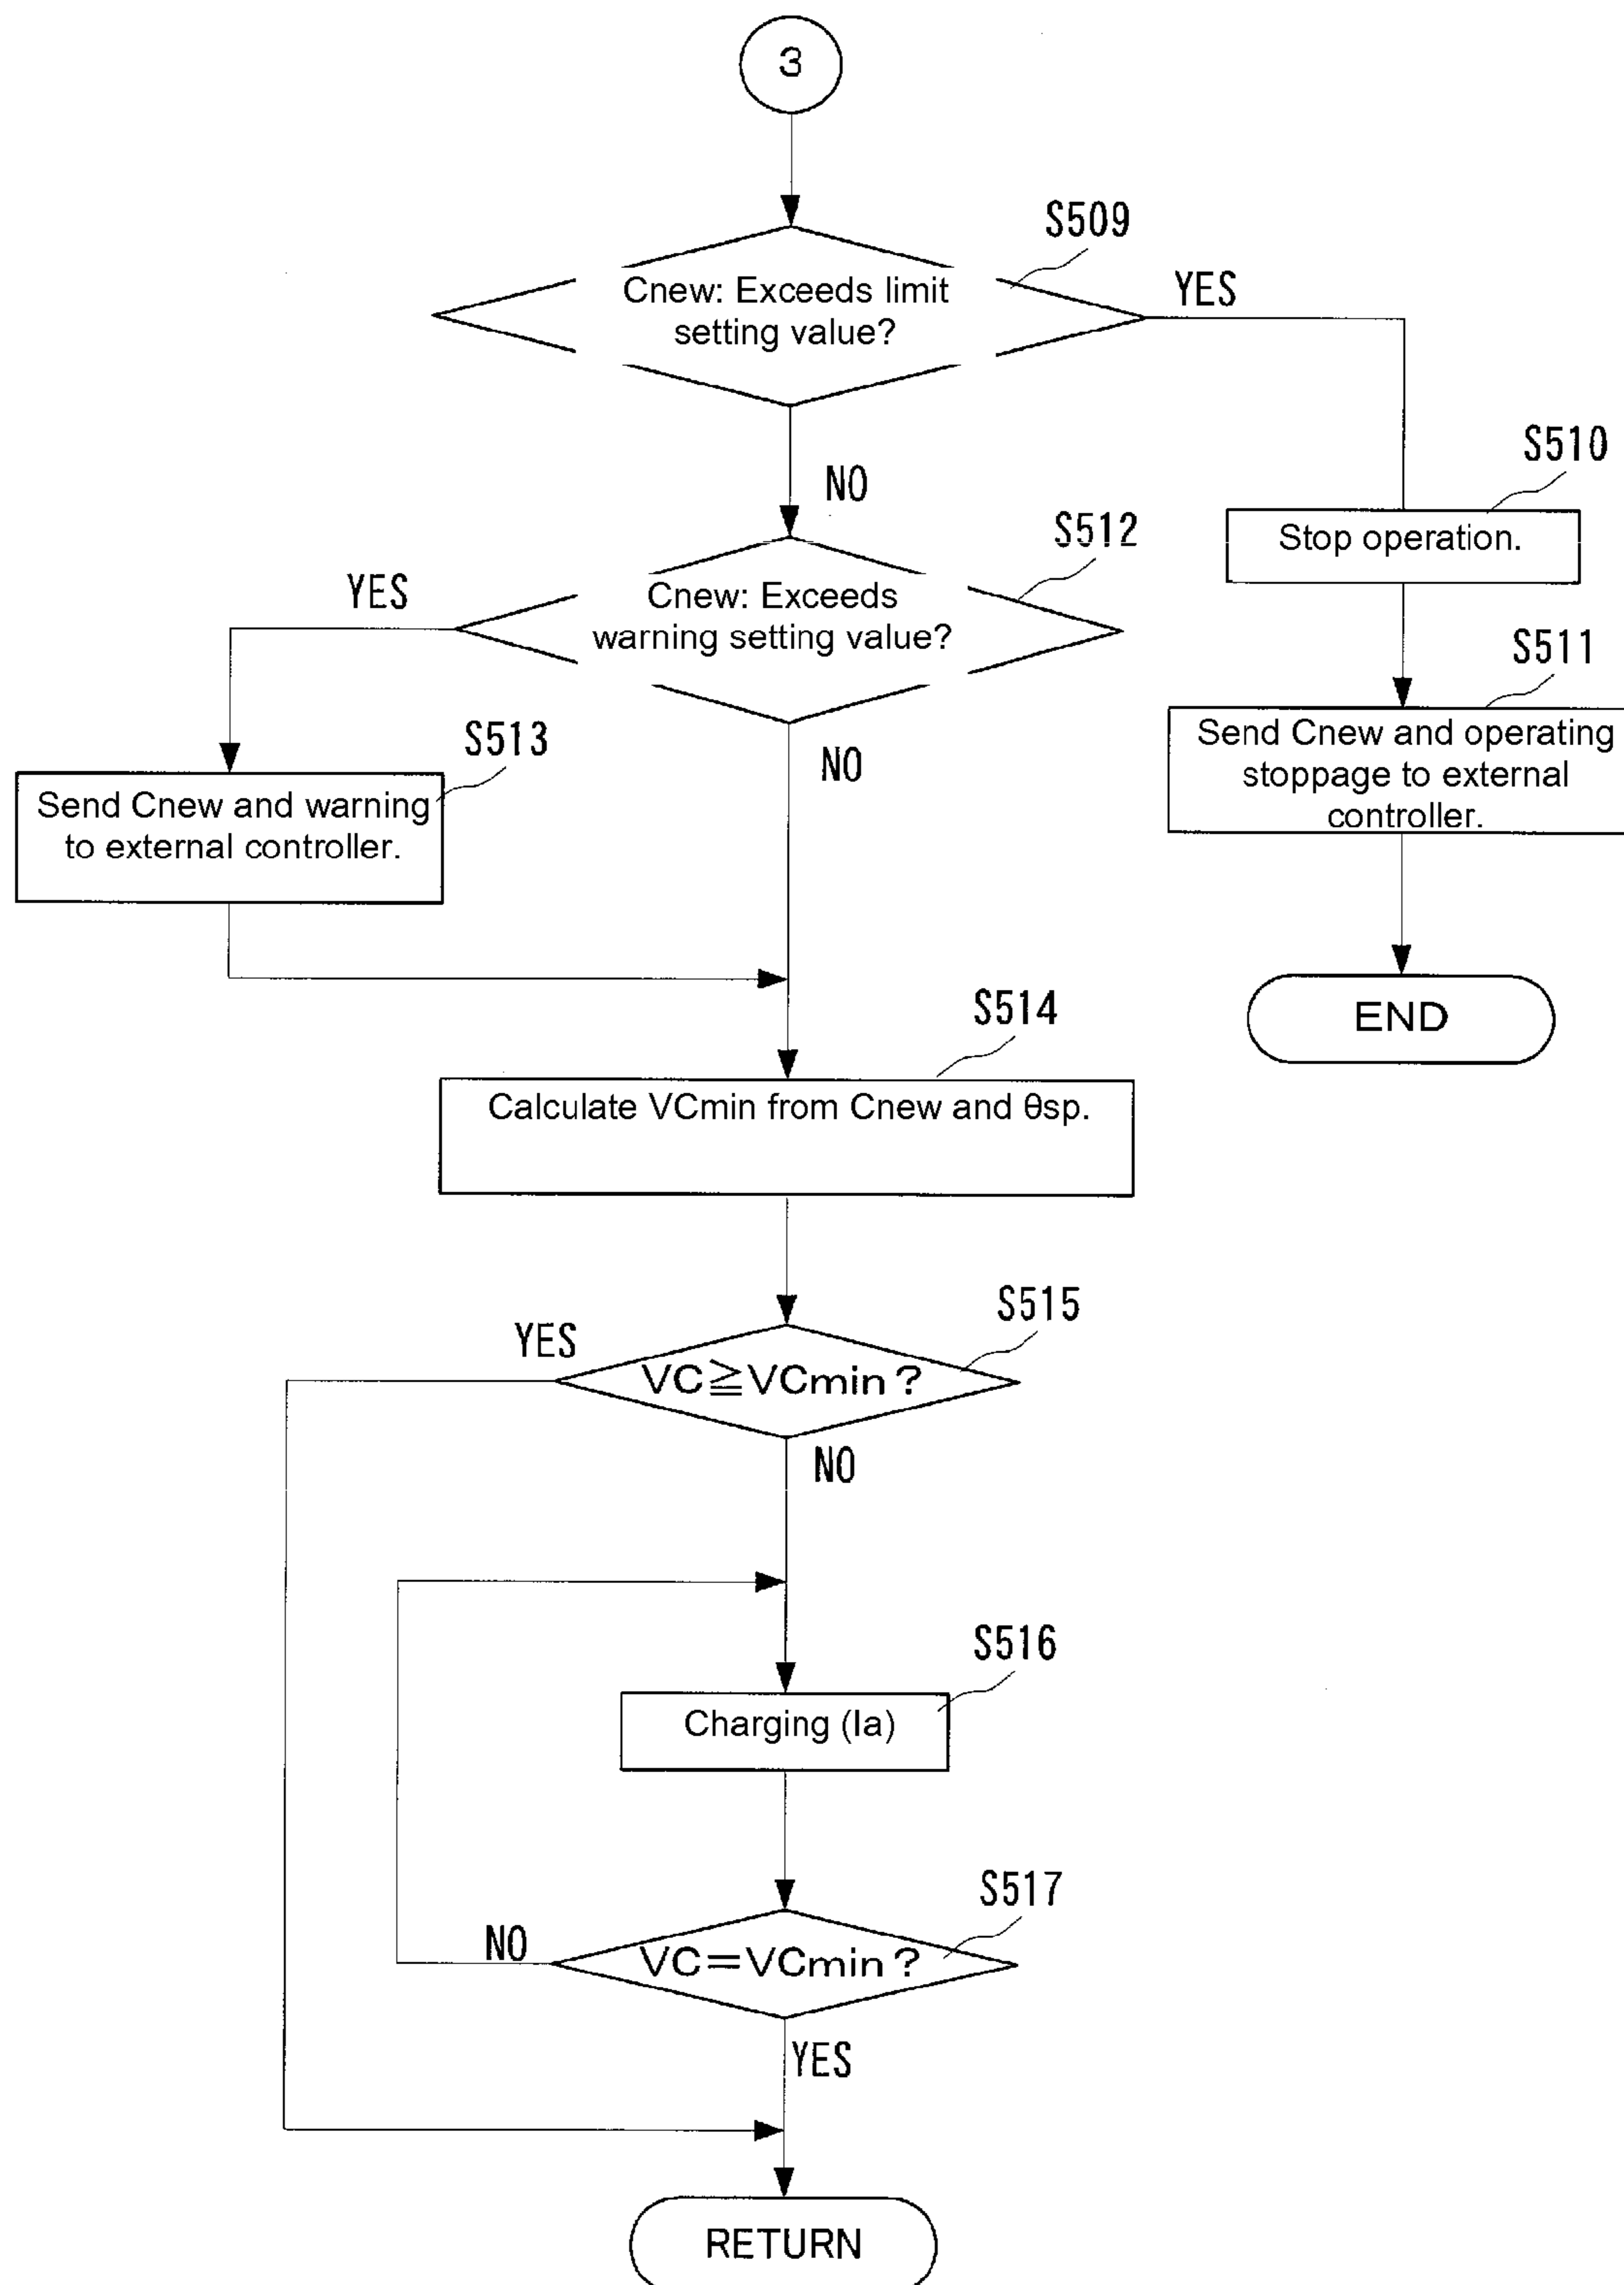 3
S509
Cnew: Exceeds limit
setting value?
YES
NO
S510
Stop operation.
S512
Cnew: Exceeds
warning setting value?
YES
NO
S511
Send Cnew and operating
stoppage to external
controller.
S513
Send Cnew and warning
to external controller.
END
S514
Calculate VCmin from Cnew and θsp.
S515
VC≧VCmin?
YES
NO
S516
Charging (Ia)
S517
VC=VCmin?
NO
YES
RETURN